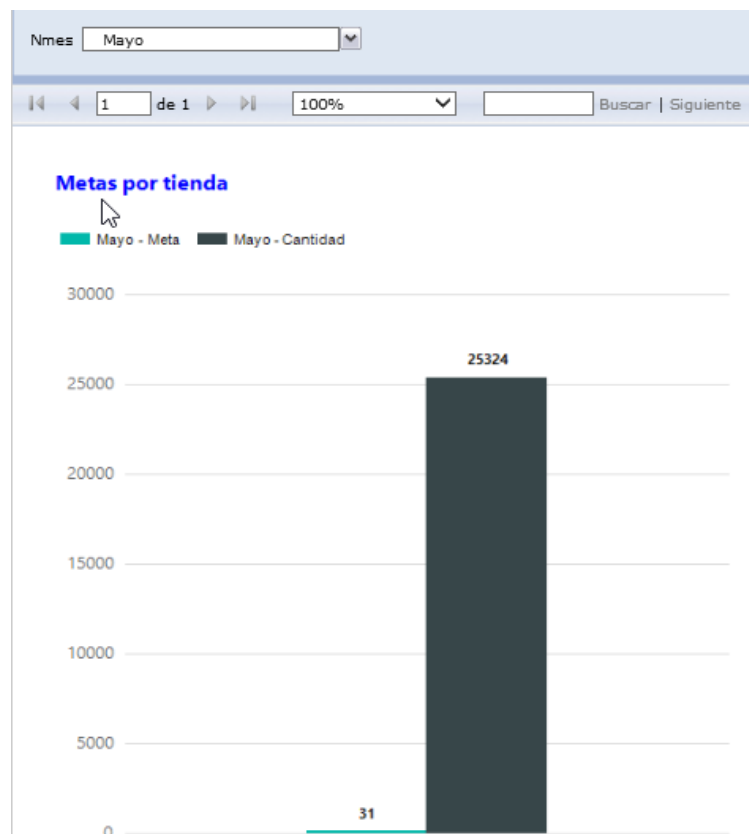 Nmes Mayo
1 de 1 100% Buscar | Siguiente
Metas por tienda
Mayo - Meta Mayo - Cantidad
30000
25324
25000
20000
15000
10000
5000
31
0